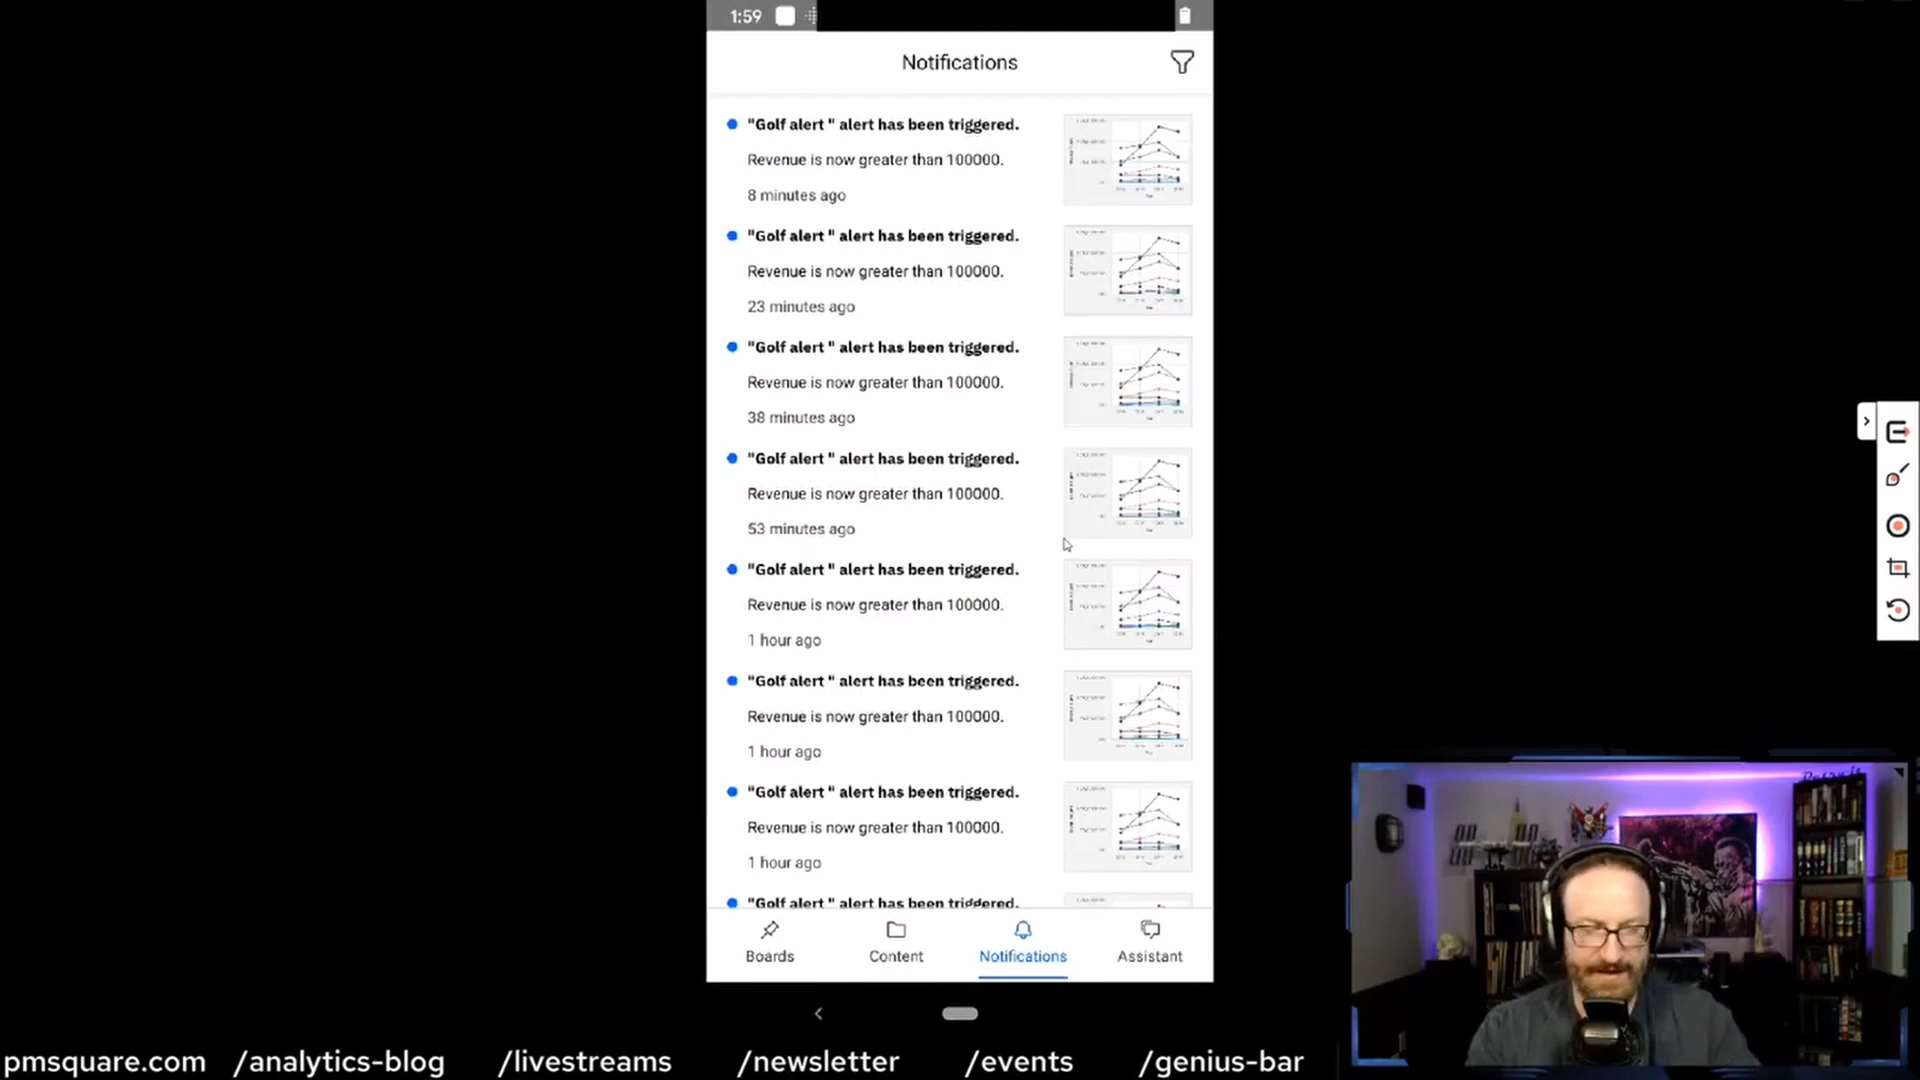 1:59
Notifications
"Golf alert " alert has been triggered.
Revenue is now greater than 100000.
8 minutes ago
"Golf alert " alert has been triggered.
Revenue is now greater than 100000.
23 minutes ago
"Golf alert " alert has been triggered.
Revenue is now greater than 100000.
38 minutes ago
"Golf alert " alert has been triggered.
Revenue is now greater than 100000.
53 minutes ago
"Golf alert " alert has been triggered.
Revenue is now greater than 100000.
1 hour ago
"Golf alert " alert has been triggered.
Revenue is now greater than 100000.
1 hour ago
"Golf alert " alert has been triggered.
Revenue is now greater than 100000.
1 hour ago
"Golf alert " alert has been triggered.
Boards Content Notifications Assistant
pmsquare.com /analytics-blog /livestreams /newsletter /events /genius-bar